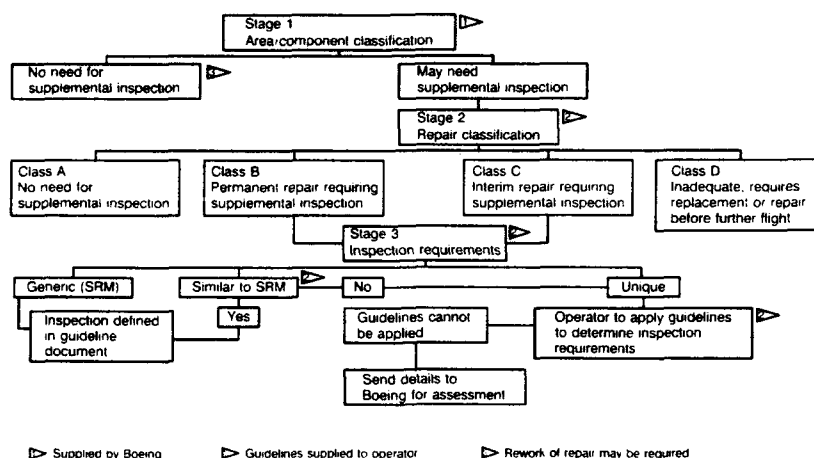 Stage 1
Area/component classification
No need for
supplemental inspection
May need
supplemental inspection
Stage 2
Repair classification
Class A
No need for
supplemental inspection
Class B
Permanent repair requiring
supplemental inspection
Class C
Interim repair requiring
supplemental inspection
Class D
Inadequate, requires
replacement or repair
before further flight
Stage 3
Inspection requirements
Generic (SRM)
Similar to SRM
No
Unique
Inspection defined
in guideline
document
Yes
Guidelines cannot
be applied
Operator to apply guidelines
to determine inspection
requirements
Send details to
Boeing for assessment
Supplied by Boeing
Guidelines supplied to operator
Rework of repair may be required